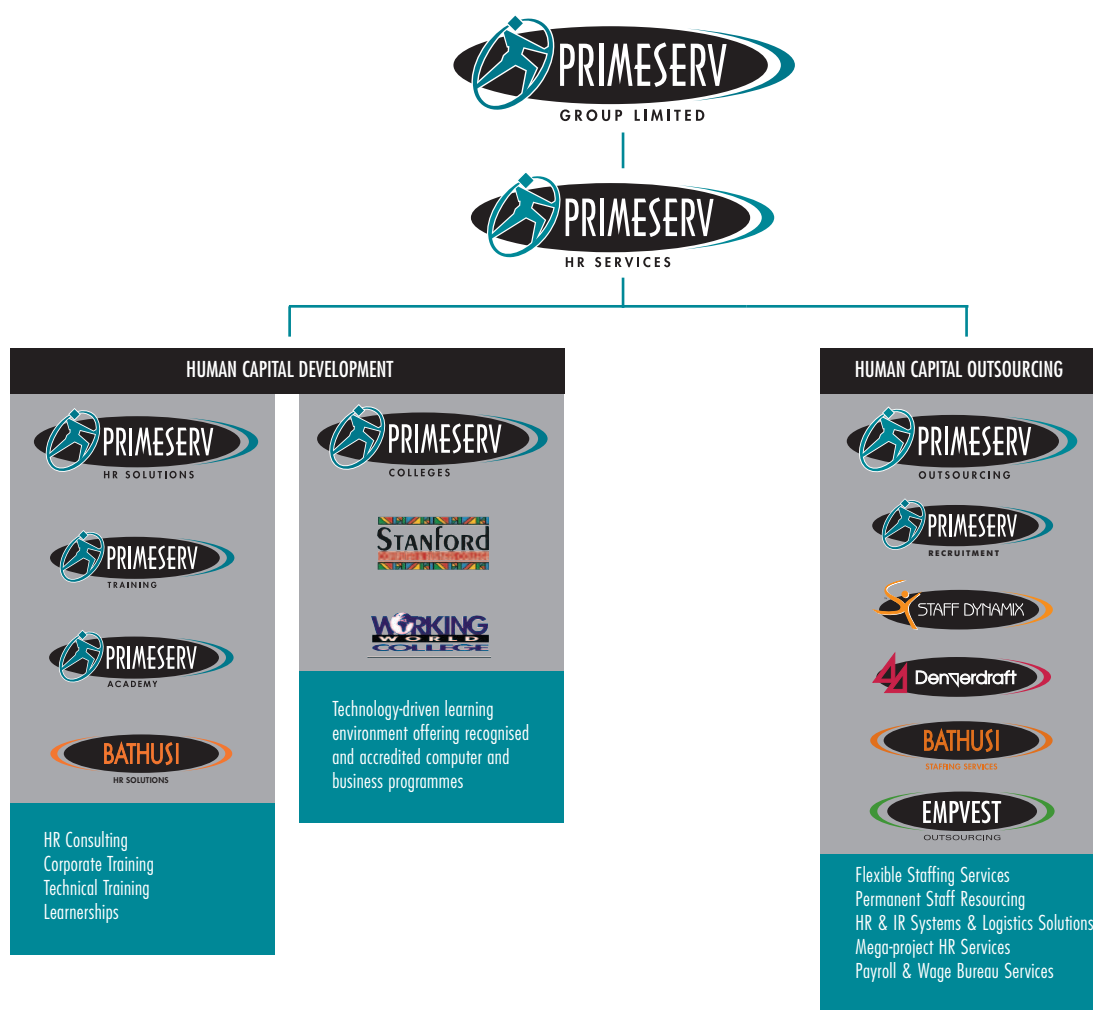 PRIMESERV
GROUP LIMITED
PRIMESERV
HR SERVICES
HUMAN CAPITAL DEVELOPMENT
PRIMESERV
HR SOLUTIONS
PRIMESERV
TRAINING
PRIMESERV
ACADEMY
BATHUSI
HR SOLUTIONS
HR Consulting
Corporate Training
Technical Training
Learnerships
PRIMESERV
COLLEGES
STANFORD
COMPUTER & BUSINESS COLLEGE
WORKING
WORLD
COLLEGE
Technology-driven learning
environment offering recognised
and accredited computer and
business programmes
HUMAN CAPITAL OUTSOURCING
PRIMESERV
OUTSOURCING
PRIMESERV
RECRUITMENT
STAFF DYNAMIX
Denverdraft
BATHUSI
STAFFING SERVICES
EMPVEST
OUTSOURCING
Flexible Staffing Services
Permanent Staff Resourcing
HR & IR Systems & Logistics Solutions
Mega-project HR Services
Payroll & Wage Bureau Services